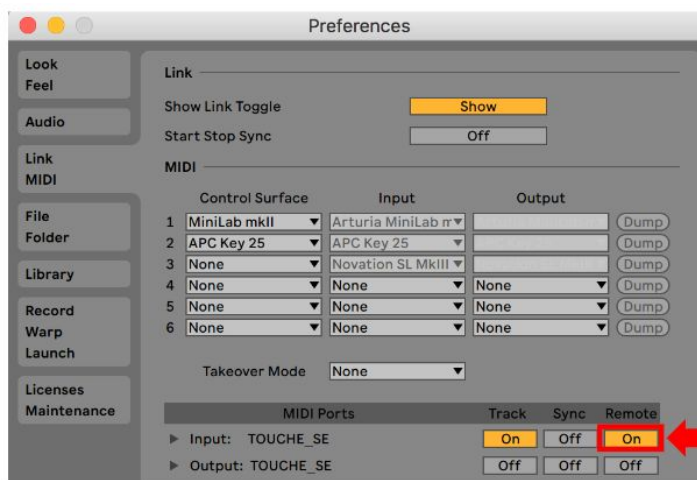 Preferences
Look
Feel
Audio
Link
MIDI
File
Folder
Library
Record
Warp
Launch
Licenses
Maintenance
Link
Show Link Toggle Show
Start Stop Sync Off
MIDI
Control Surface Input Output
1 MiniLab mkII Arturia MiniLab Dump
2 APC Key 25 APC Key 25 Dump
3 None Novation SL MkIII Dump
4 None None None Dump
5 None None None Dump
6 None None None Dump
Takeover Mode None
MIDI Ports Track Sync Remote
Input: TOUCHE_SE On Off On
Output: TOUCHE_SE Off Off Off